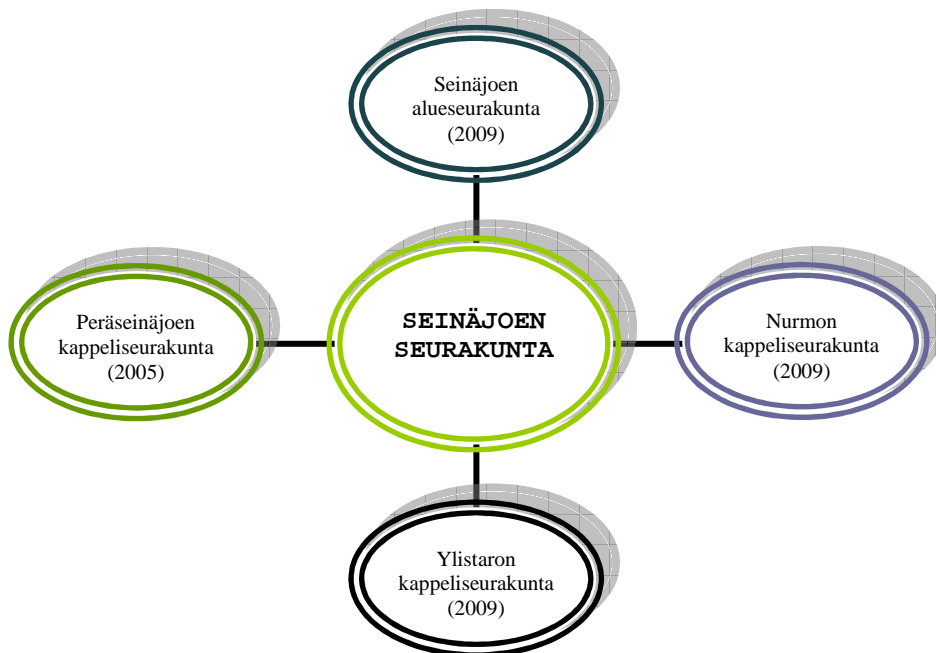 Seinäjoen
alueseurakunta
(2009)
Peräseinäjoen
kappeliseurakunta
(2005)
SEINÄJOEN
SEURAKUNTA
Nurmon
kappeliseurakunta
(2009)
Ylistaron
kappeliseurakunta
(2009)